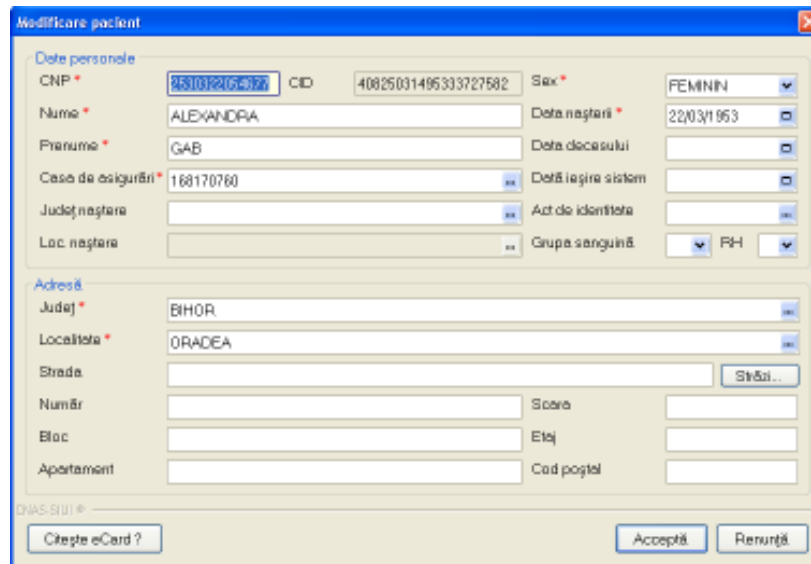 Modificare pacient
Date personale
CNP * 2530322054677 CID 40825031495333727582 Sex * FEMININ
Nume * ALEXANDRA Data nașterii * 22/03/1953
Prenume * GAB Data decesului
Casa de asigurări * 168170760 Dată ieșire sistem
Județ naștere Act de identitate
Loc. naștere Grupa sanguină RH
Adresă
Județ * BIHOR
Localitate * ORADEA
Strada Străzi...
Număr Scara
Bloc Etaj
Apartament Cod poștal
CNAS-SIUI ®
Citește eCard ? Acceptă Renunță